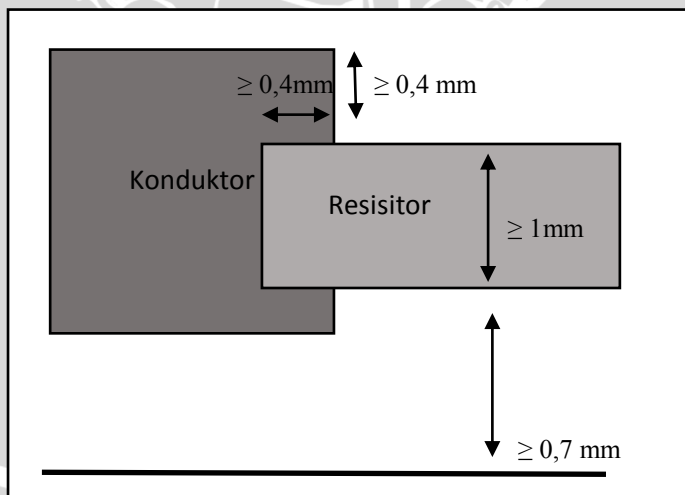 ≥ 0,4mm
≥ 0,4 mm
Konduktor
Resisitor
≥ 1mm
≥ 0,7 mm